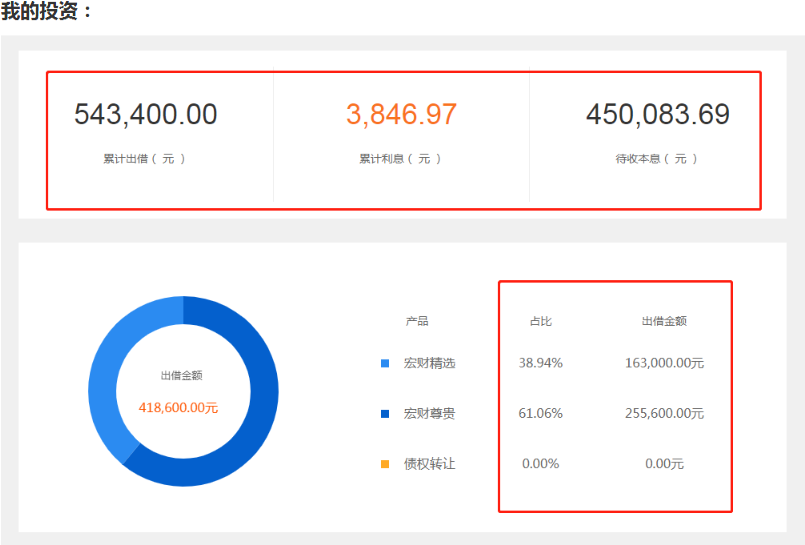 我的投资：
543,400.00 3,846.97 450,083.69
累计出借（ 元 ） 累计利息（ 元 ） 待收本息（ 元 ）
产品 占比 出借金额
宏财精选 38.94% 163,000.00元
出借金额
418,600.00元
宏财尊贵 61.06% 255,600.00元
债权转让 0.00% 0.00元